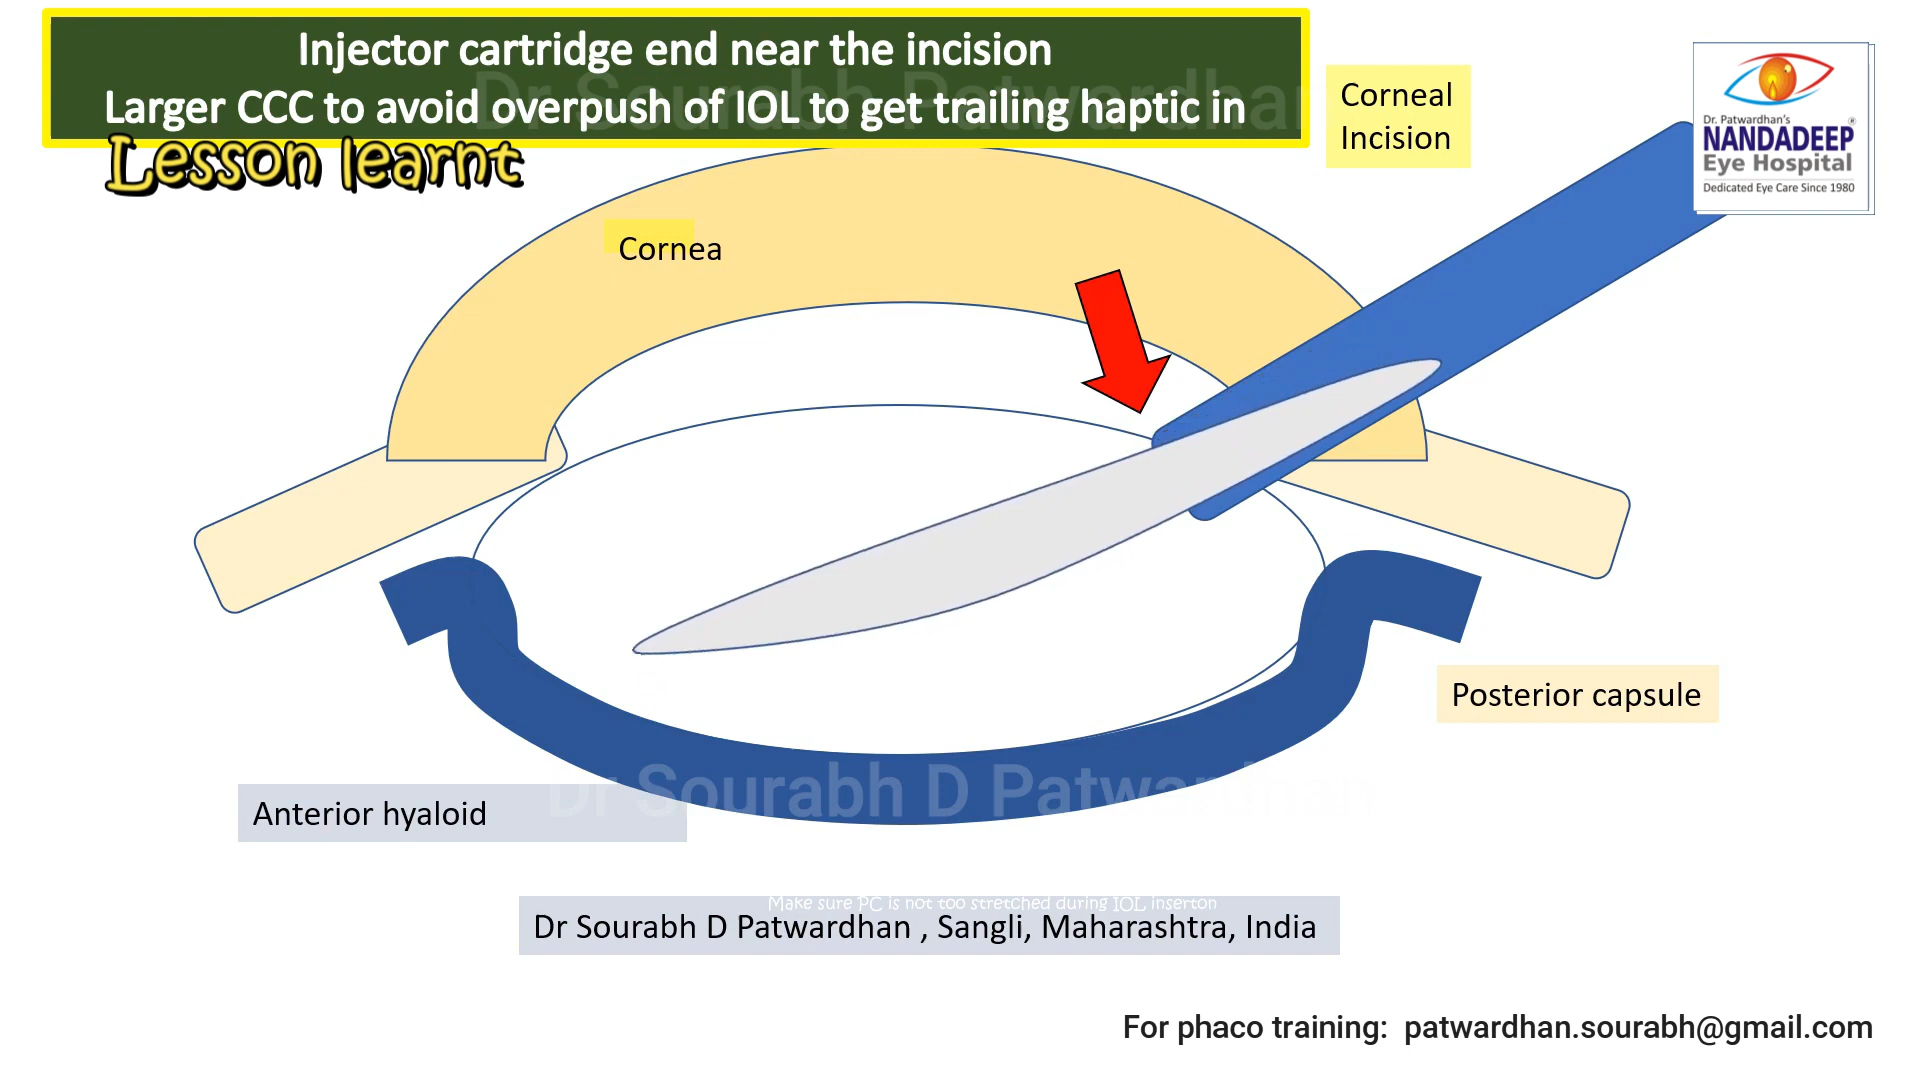 Injector cartridge end near the incision
Larger CCC to avoid overpush of IOL to get trailing haptic in
Lesson learnt
Dr Sourabh D Patwardhan
Corneal
Incision
Dr. Patwardhan's
NANDADEEP
®
Eye Hospital
Dedicated Eye Care Since 1980
Cornea
Posterior capsule
Anterior hyaloid
Dr Sourabh D Patwardhan
Make sure PC is not too stretched during IOL inserton
Dr Sourabh D Patwardhan , Sangli, Maharashtra, India
For phaco training: patwardhan.sourabh@gmail.com